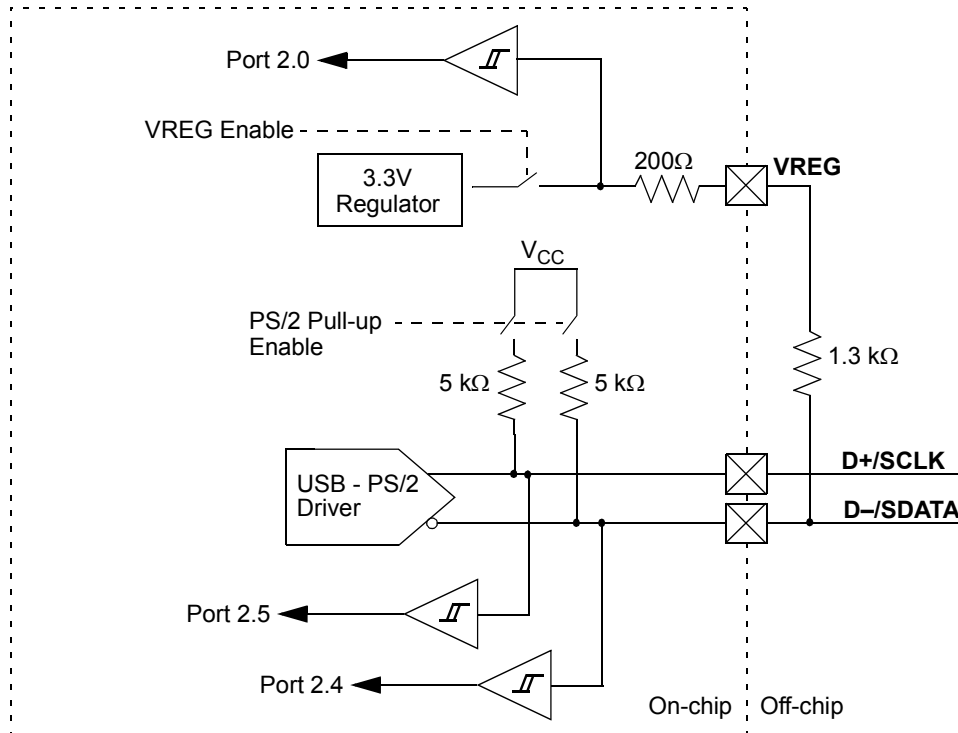 Port 2.0
VREG Enable
3.3V
Regulator
200Ω
VREG
VCC
PS/2 Pull-up
Enable
5 kΩ
5 kΩ
1.3 kΩ
USB - PS/2
Driver
D+/SCLK
D–/SDATA
Port 2.5
Port 2.4
On-chip
Off-chip